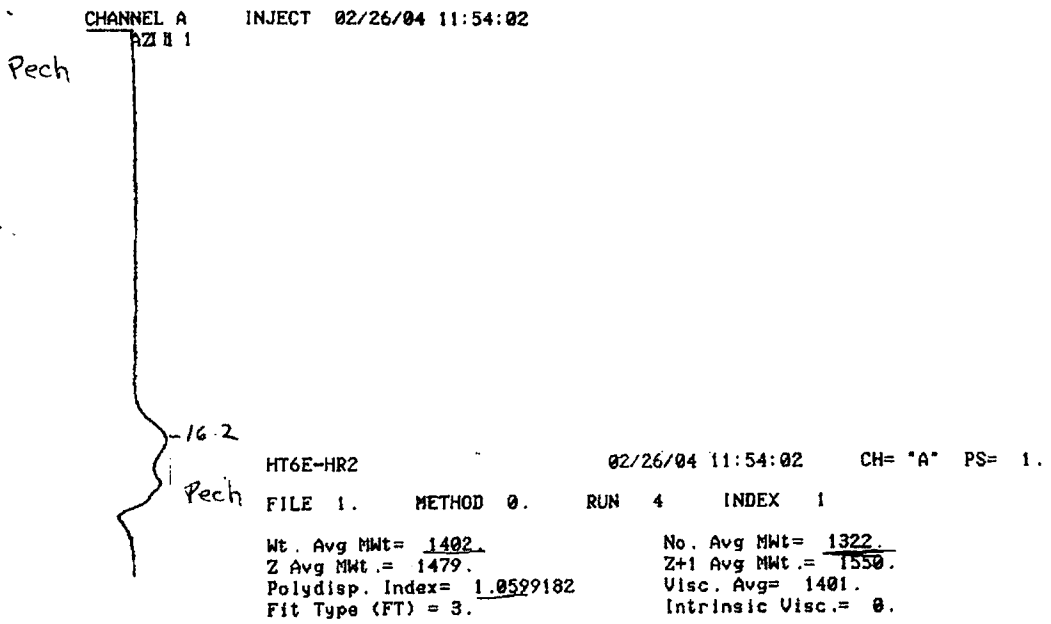 CHANNEL A INJECT 02/26/04 11:54:02
Pech
16.2
HT6E-HR2 02/26/04 11:54:02 CH= "A" PS= 1.
Pech
FILE 1. METHOD 0. RUN 4 INDEX 1
Wt. Avg MWt= 1402. No. Avg MWt= 1322.
Z Avg MWt.= 1479. Z+1 Avg MWt.= 1550.
Polydisp. Index= 1.0599182 Visc. Avg= 1401.
Fit Type (FT) = 3. Intrinsic Visc.= 0.